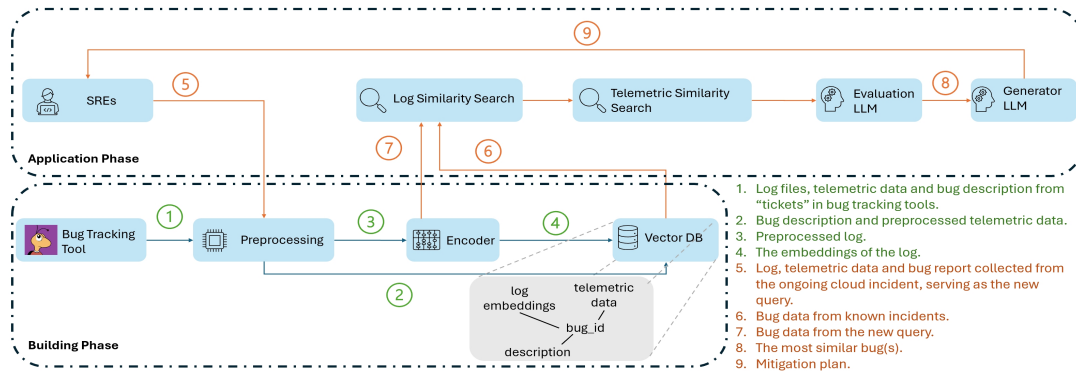 9
SREs
5
Log Similarity Search
Telemetric Similarity
Search
Evaluation
LLM
8
Generator
LLM
Application Phase
7
6
Bug Tracking
Tool
1
Preprocessing
3
Encoder
4
Vector DB
2
log
embeddings
telemetric
data
bug_id
description
Building Phase
1. Log files, telemetric data and bug description from
“tickets” in bug tracking tools.
2. Bug description and preprocessed telemetric data.
3. Preprocessed log.
4. The embeddings of the log.
5. Log, telemetric data and bug report collected from
the ongoing cloud incident, serving as the new
query.
6. Bug data from known incidents.
7. Bug data from the new query.
8. The most similar bug(s).
9. Mitigation plan.